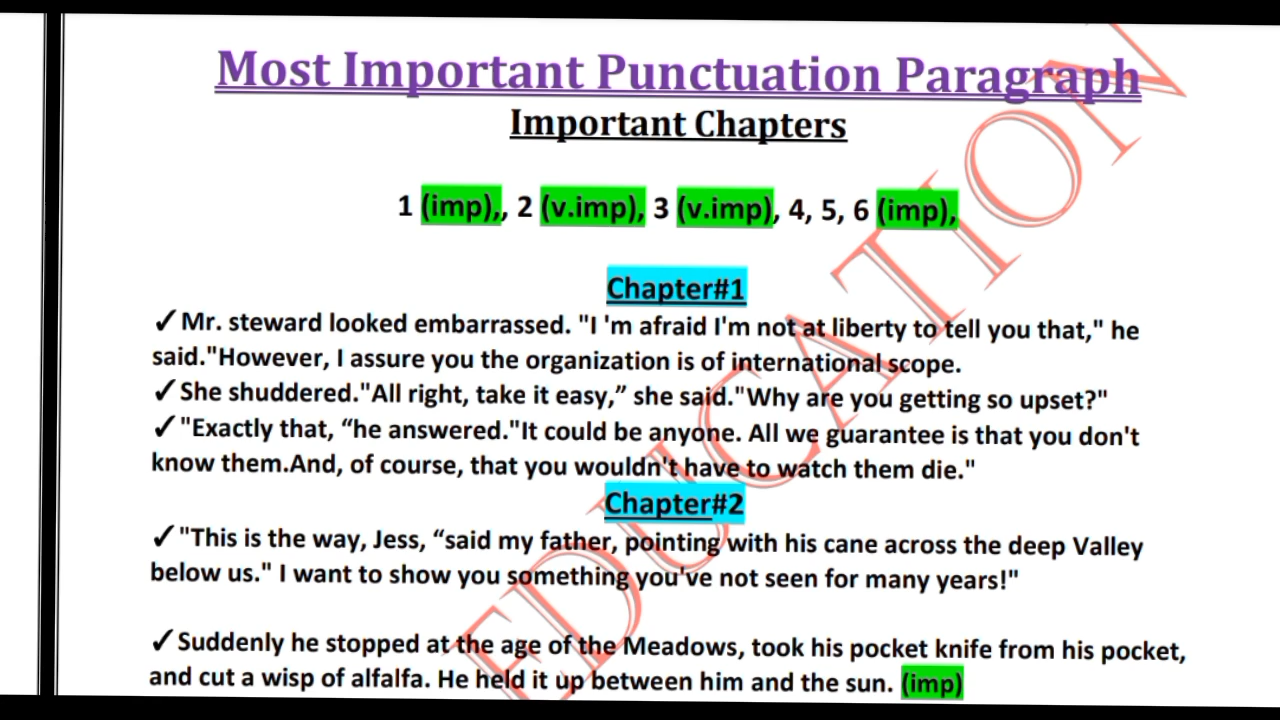 Most Important Punctuation Paragraph
Important Chapters
1 (imp),, 2 (v.imp), 3 (v.imp), 4, 5, 6 (imp),
Chapter#1
✓Mr. steward looked embarrassed. "I 'm afraid I'm not at liberty to tell you that," he
said."However, I assure you the organization is of international scope.
✓She shuddered."All right, take it easy,” she said."Why are you getting so upset?"
✓"Exactly that, “he answered."It could be anyone. All we guarantee is that you don't
know them.And, of course, that you wouldn't have to watch them die."
Chapter#2
✓"This is the way, Jess, “said my father, pointing with his cane across the deep Valley
below us." I want to show you something you've not seen for many years!"
✓Suddenly he stopped at the age of the Meadows, took his pocket knife from his pocket,
and cut a wisp of alfalfa. He held it up between him and the sun. (imp)
EDUCATION